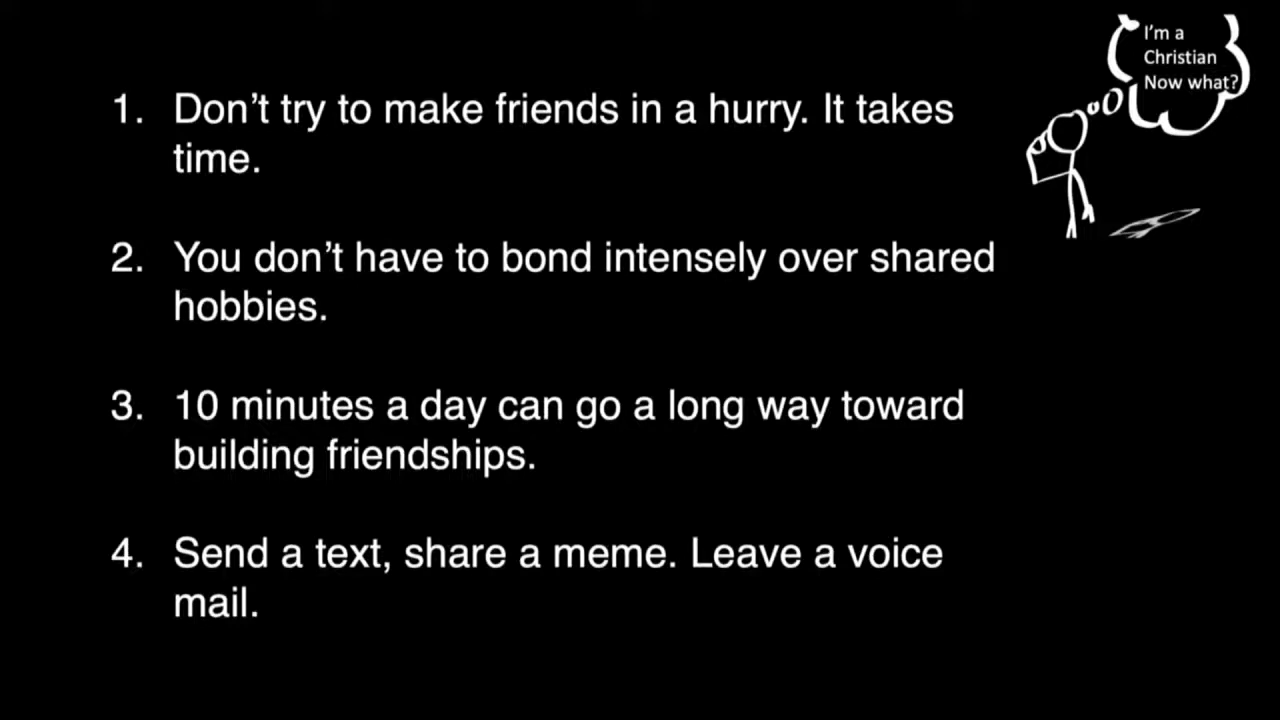 I'm a
Christian
Now what?
1. Don't try to make friends in a hurry. It takes
time.
2. You don't have to bond intensely over shared
hobbies.
3. 10 minutes a day can go a long way toward
building friendships.
4. Send a text, share a meme. Leave a voice
mail.